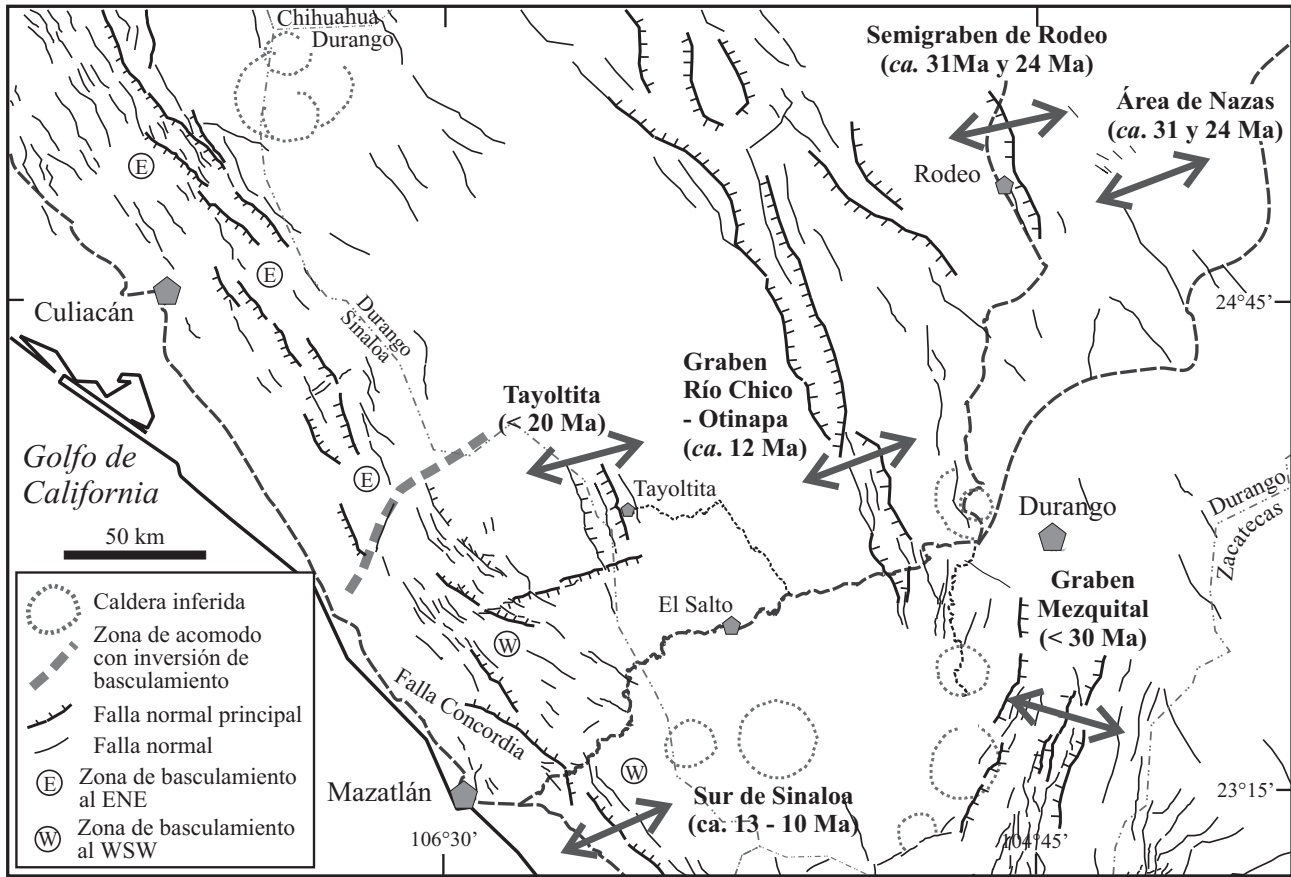 Chihuahua
Durango
Semigraben de Rodeo
(ca. 31Ma y 24 Ma)
Área de Nazas
(ca. 31 y 24 Ma)
E
Rodeo
E
Culiacán
24°45'
Durango
Sinaloa
Graben
Río Chico
- Otinapa
(ca. 12 Ma)
Tayoltita
(< 20 Ma)
Golfo de
California
E
Tayoltita
Durango
Durango
Zacatecas
50 km
Graben
Mezquital
(< 30 Ma)
El Salto
W
Caldera inferida
Zona de acomodo
con inversión de
basculamiento
Falla normal principal
Falla normal
E
Zona de basculamiento
al ENE
W
Zona de basculamiento
al WSW
Falla Concordia
W
Mazatlán
Sur de Sinaloa
(ca. 13 - 10 Ma)
23°15'
106°30'
104°45'